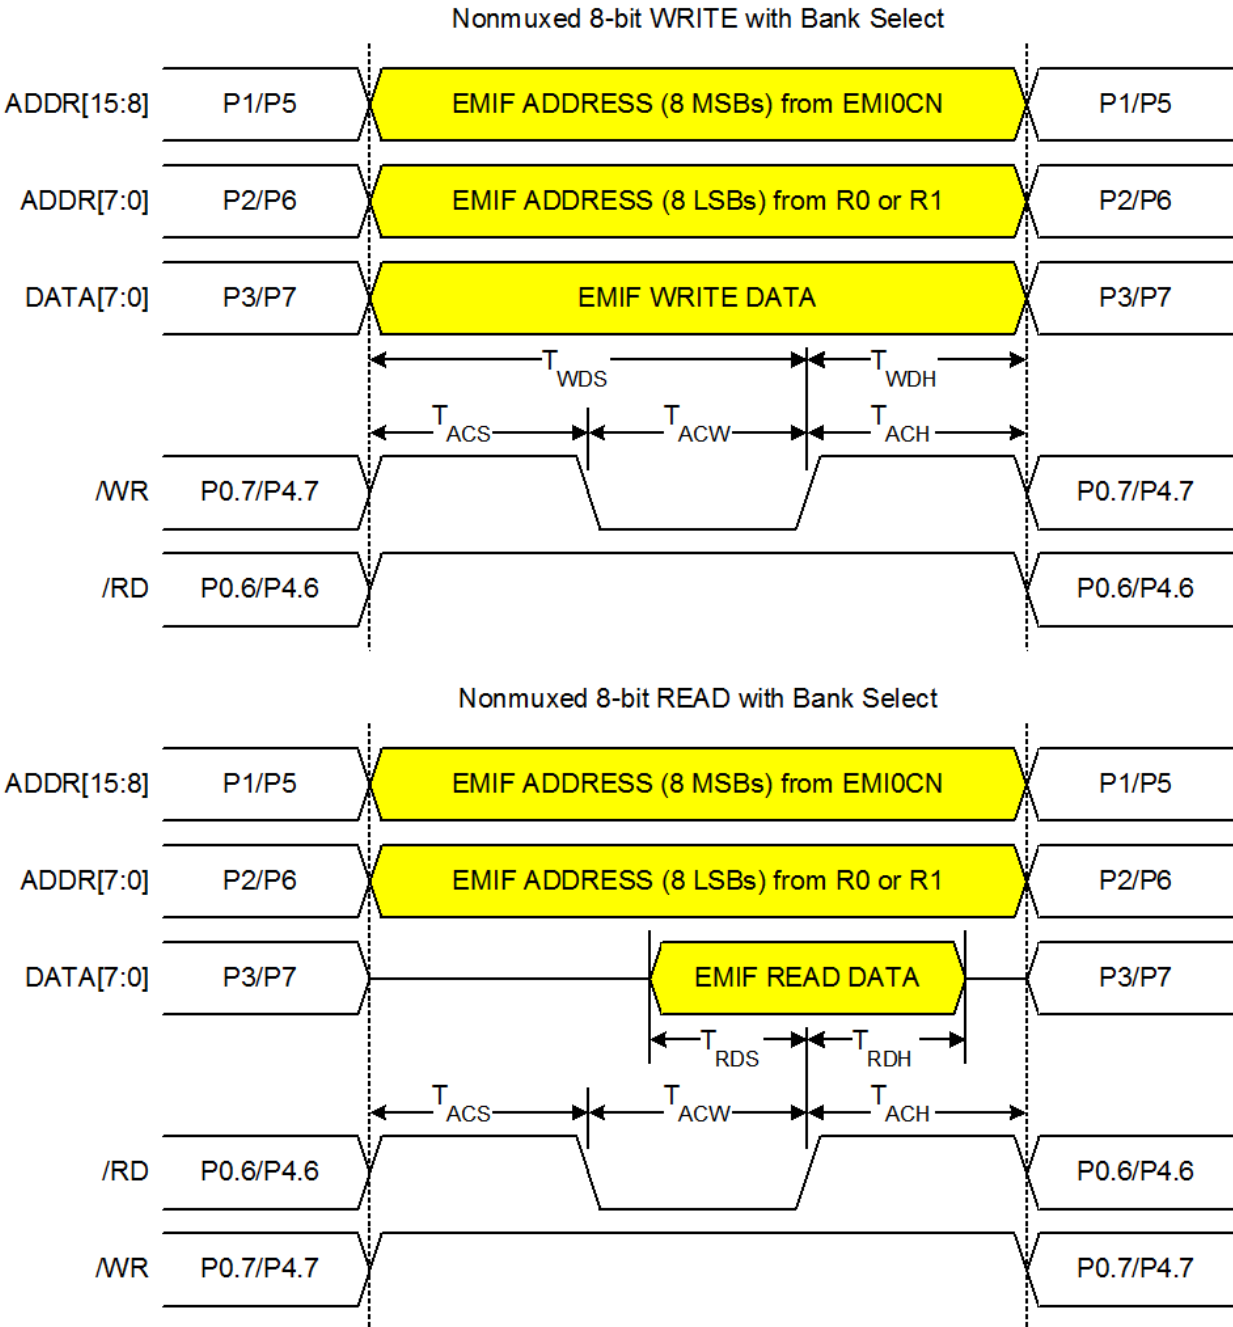 Nonmuxed 8-bit WRITE with Bank Select
ADDR[15:8] P1/P5 EMIF ADDRESS (8 MSBs) from EMI0CN P1/P5
ADDR[7:0] P2/P6 EMIF ADDRESS (8 LSBs) from R0 or R1 P2/P6
DATA[7:0] P3/P7 EMIF WRITE DATA P3/P7
TWDS TWDH
TACS TACW TACH
/WR P0.7/P4.7 P0.7/P4.7
/RD P0.6/P4.6 P0.6/P4.6
Nonmuxed 8-bit READ with Bank Select
ADDR[15:8] P1/P5 EMIF ADDRESS (8 MSBs) from EMI0CN P1/P5
ADDR[7:0] P2/P6 EMIF ADDRESS (8 LSBs) from R0 or R1 P2/P6
DATA[7:0] P3/P7 EMIF READ DATA P3/P7
TRDS TRDH
TACS TACW TACH
/RD P0.6/P4.6 P0.6/P4.6
/WR P0.7/P4.7 P0.7/P4.7